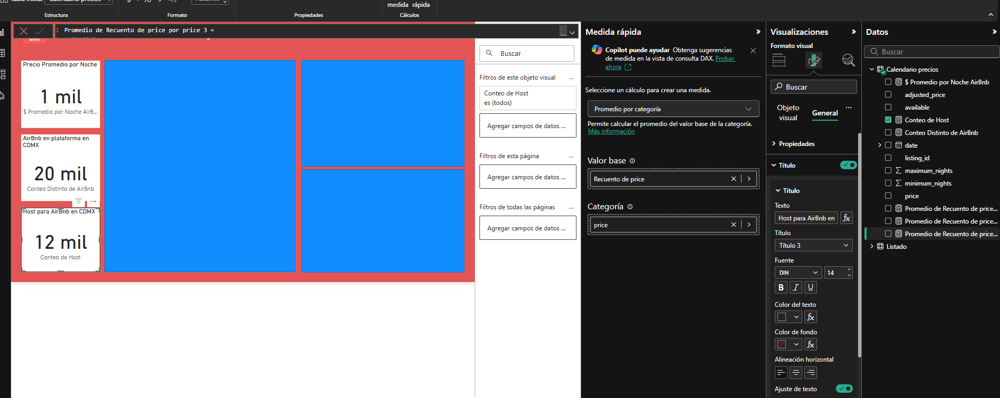 Estructura
Formato
Propiedades
medida rápida
Cálculos
1 Promedio de Recuento de price por price 3 =
airbnb
Precio Promedio por Noche
1 mil
$ Promedio por Noche AirB...
AirBnb en plataforma en
CDMX
20 mil
Conteo Distinto de AirBnb
Host para AirBnb en CDMX
12 mil
Conteo de Host
Buscar
Filtros de este objeto visual
...
Conteo de Host
es (todos)
Agregar campos de datos ...
Filtros de esta página
...
Agregar campos de datos ...
Filtros de todas las páginas
...
Agregar campos de datos ...
Medida rápida
Copilot puede ayudar Obtenga sugerencias
de medida en la vista de consulta DAX. Probar
ahora
Seleccione un cálculo para crear una medida.
Promedio por categoría
Permite calcular el promedio del valor base de la categoría.
Más información
Valor base
Recuento de price
Categoría
price
Visualizaciones
Formato visual
Buscar
Objeto
visual
General
...
Propiedades
Título
Título
Texto
Host para AirBnb en
fx
Título
Título 3
Fuente
DIN
14
B I U
Color del texto
fx
Color de fondo
fx
Alineación horizontal
Ajuste de texto
Datos
Buscar
Calendario precios
$ Promedio por Noche AirBnb
adjusted_price
available
Conteo de Host
Conteo Distinto de AirBnb
date
listing_id
maximum_nights
minimum_nights
price
Promedio de Recuento de price...
Promedio de Recuento de price...
Promedio de Recuento de price...
Listado